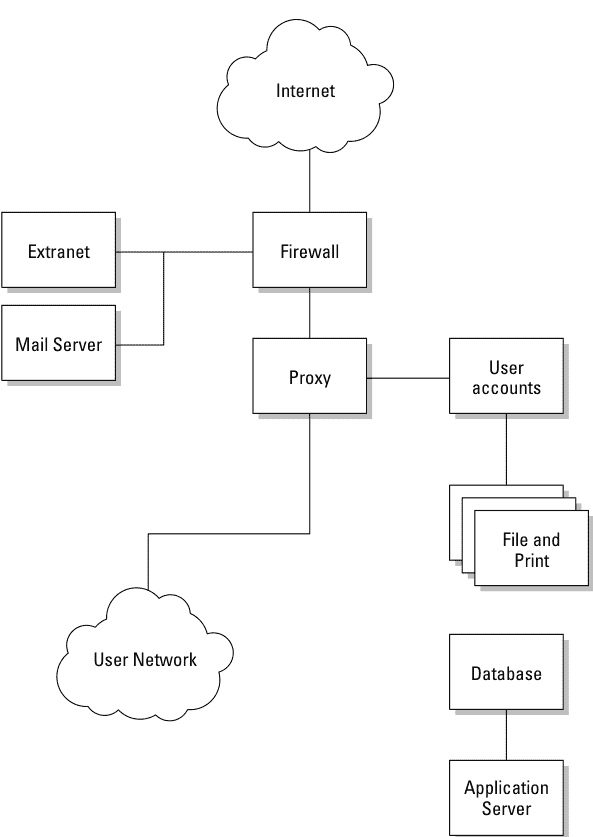 Internet
Extranet
Firewall
Mail Server
Proxy
User
accounts
File and
Print
User Network
Database
Application
Server